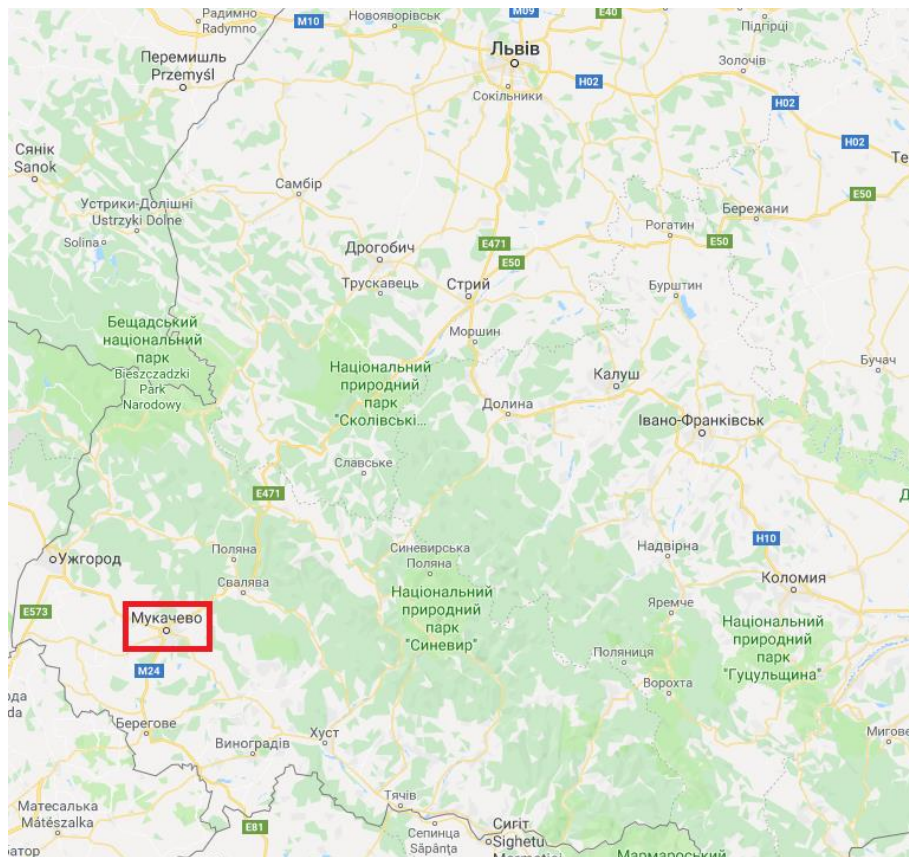 Радимно
Radymno
M10
Новояворівськ
M09
E40
Підгірці
Перемишль
Przemyśl
Львів
Золочів
H02
Сокільники
H02
H02
Сянік
Sanok
Те
Самбір
E50
Устрики-Долішні
Ustrzyki Dolne
Бережани
Рогатин
Solina
Дрогобич
E471
E50
E50
Трускавець
Стрий
Бурштин
Бещадський
національний
парк
Bieszczadzki
Park
Narodowy
Моршин
Національний
природний
парк
"Сколівські...
Бучач
Калуш
Долина
Івано-Франківськ
Славське
E471
Д
H10
Ужгород
Поляна
Синевирська
Поляна
Надвірна
Свалява
Коломия
Національний
природний
парк
"Синевир"
E573
Мукачево
Яремче
Національний
природний
парк
"Гуцульщина"
Поляниця
M24
Ворохта
ода
da
Берегове
Виноградів
Хуст
Мигове
Тячів
Матесалька
Mátészalka
E81
Сепинца
Săpânța
Сигіт
Sighetu
Мармароський
атор